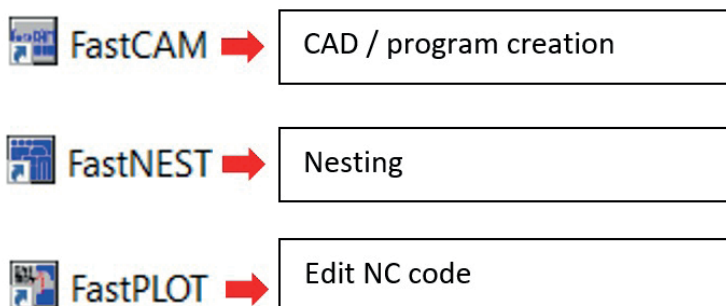 FastCAM CAD / program creation
FastNEST Nesting
FastPLOT Edit NC code